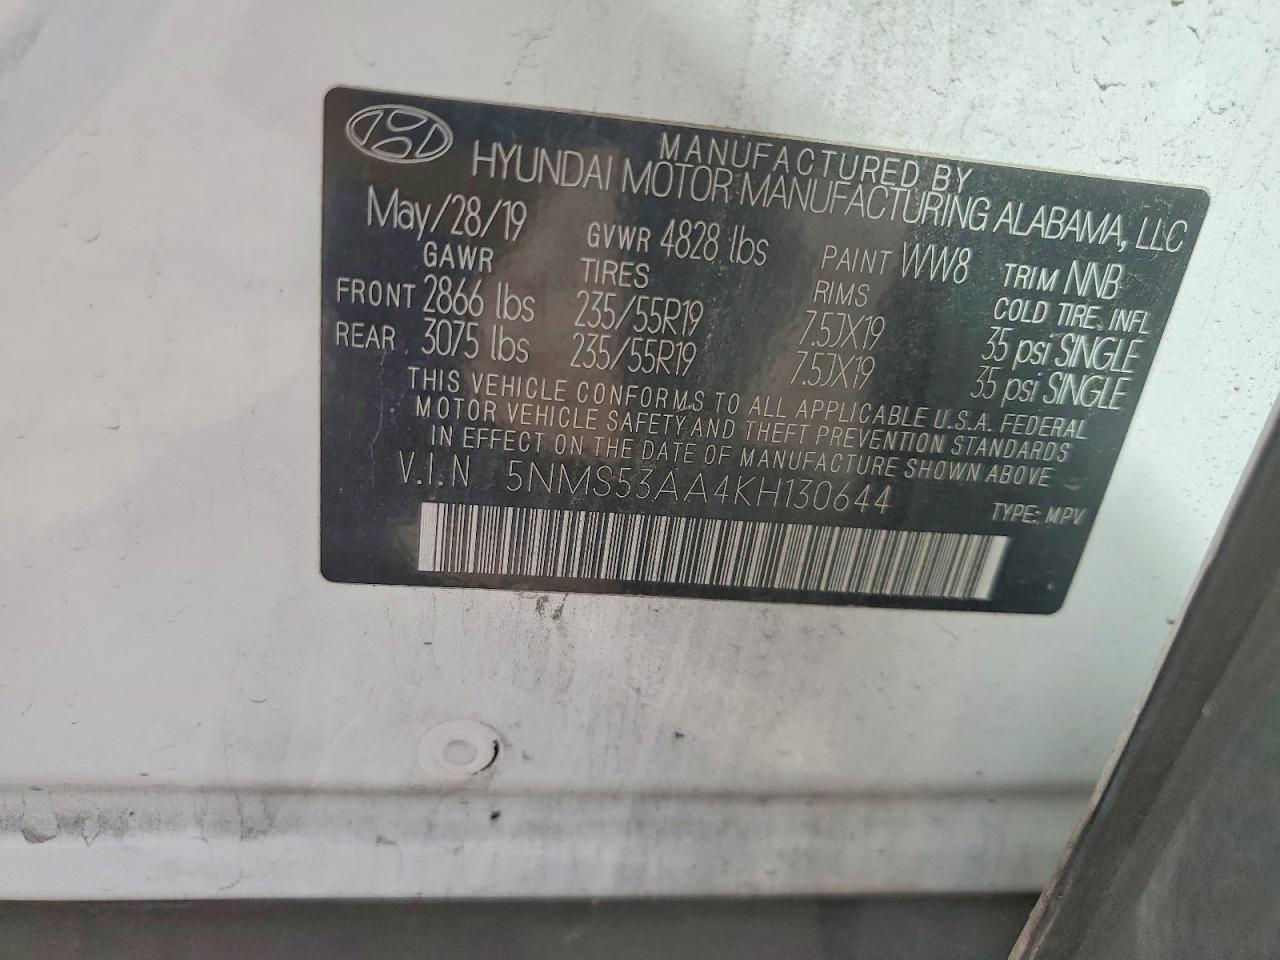 MANUFACTURED BY
HYUNDAI MOTOR MANUFACTURING ALABAMA, LLC
May/28/19 GVWR 4828 lbs PAINT WW8 TRIM NNB
GAWR TIRES RIMS COLD TIRE. INFL
FRONT 2866 lbs 235/55R19 7.5JX19 35 psi SINGLE
REAR 3075 lbs 235/55R19 7.5JX19 35 psi SINGLE
THIS VEHICLE CONFORMS TO ALL APPLICABLE U.S.A. FEDERAL
MOTOR VEHICLE SAFETY AND THEFT PREVENTION STANDARDS
IN EFFECT ON THE DATE OF MANUFACTURE SHOWN ABOVE
V.I.N 5NMS53AA4KH130644 TYPE: MPV